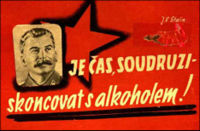 J.V. Stalin
JE ČAS, SOUDRUZI -
skoncovat s alkoholem!